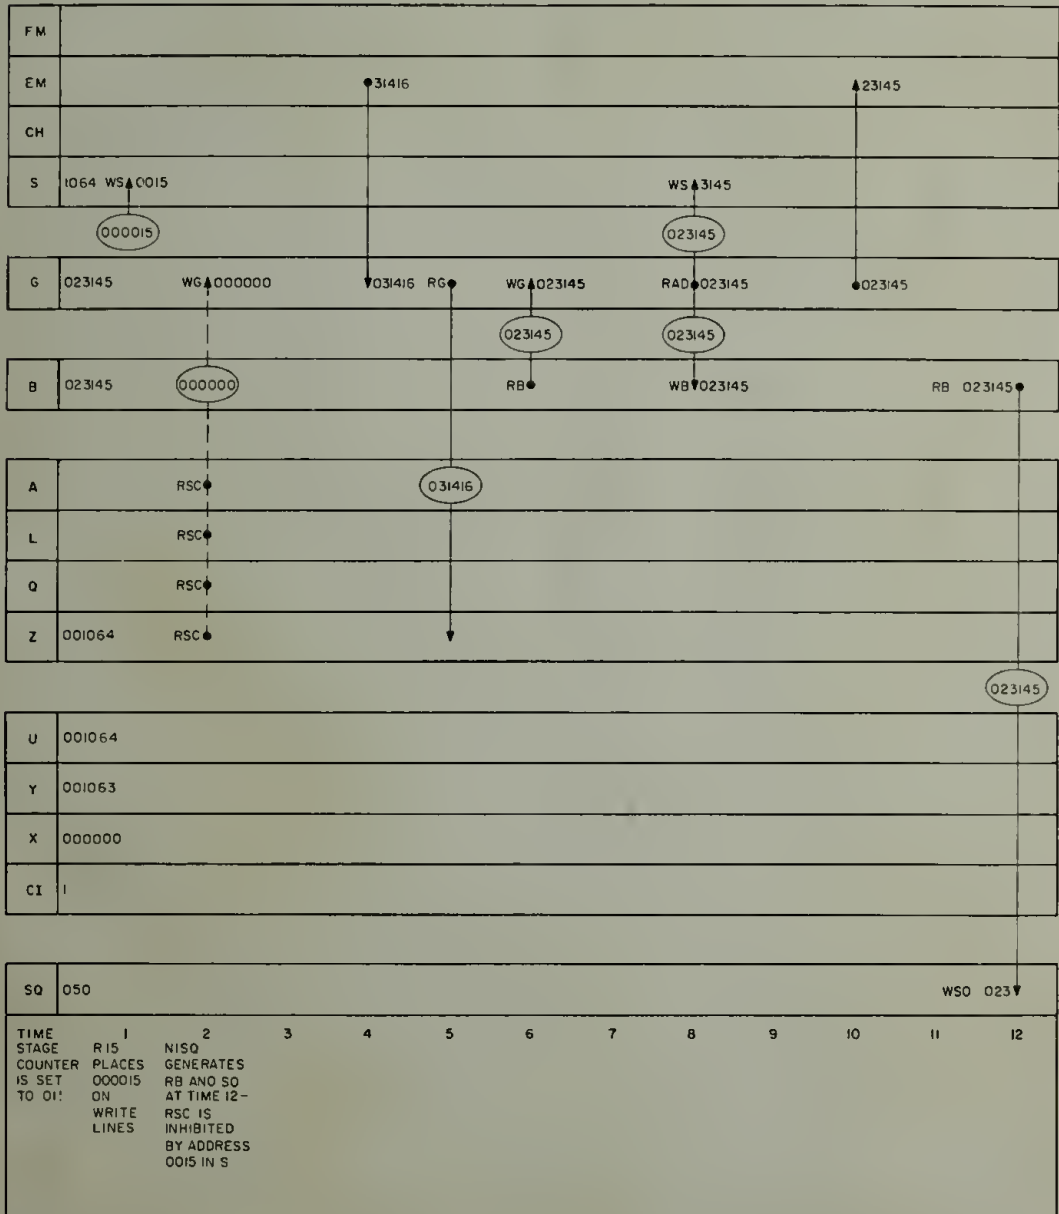 FM
EM 31416 23145
CH
S 1064 WS 0015 WS 3145
000015 023145
G 023145 WG 000000 031416 RG WG 023145 RAD 023145 023145
023145 023145
B 023145 000000 RB WB 023145 RB 023145
A RSC 031416
L RSC
Q RSC
Z 001064 RSC
023145
U 001064
Y 001063
X 000000
CI 1
SQ 050 WSO 023
TIME 1 2 3 4 5 6 7 8 9 10 11 12
STAGE R15 NISQ
COUNTER PLACES GENERATES
IS SET 000015 RB AND SO
TO ON AT TIME 12-
WRITE RSC IS
LINES INHIBITED
BY ADDRESS
0015 IN S